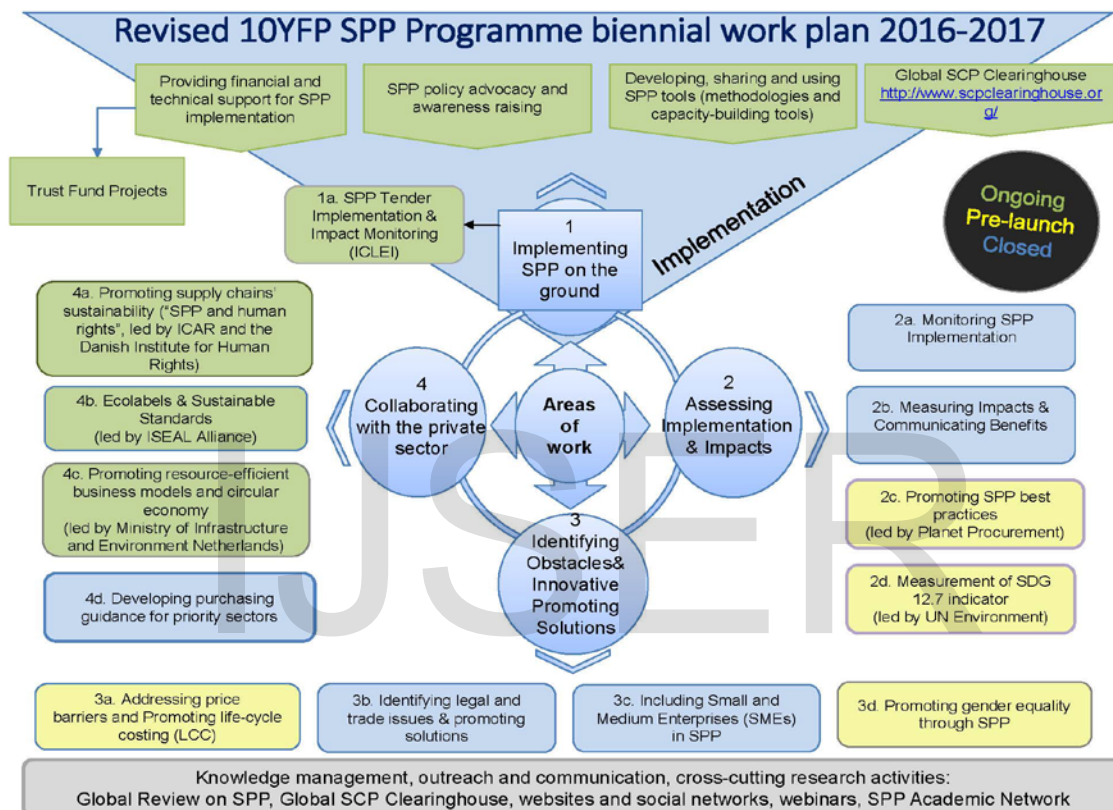 Revised 10YFP SPP Programme biennial work plan 2016-2017
Providing financial and
technical support for SPP
implementation
SPP policy advocacy and
awareness raising
Developing, sharing and using
SPP tools (methodologies and
capacity-building tools)
Global SCP Clearinghouse
http://www.scpclearinghouse.or
g/
Trust Fund Projects
1a. SPP Tender
Implementation &
Impact Monitoring
(ICLEI)
1
Implementing
SPP on the
ground
Implementation
Ongoing
Pre-launch
Closed
4a. Promoting supply chains'
sustainability ("SPP and human
rights", led by ICAR and the
Danish Institute for Human
Rights)
4b. Ecolabels & Sustainable
Standards
(led by ISEAL Alliance)
4c. Promoting resource-efficient
business models and circular
economy
(led by Ministry of Infrastructure
and Environment Netherlands)
4d. Developing purchasing
guidance for priority sectors
4
Collaborating
with the private
sector
Areas
of
work
2
Assessing
Implementation
& Impacts
3
Identifying
Obstacles&
Innovative
Promoting
Solutions
2a. Monitoring SPP
Implementation
2b. Measuring Impacts &
Communicating Benefits
2c. Promoting SPP best
practices
(led by Planet Procurement)
2d. Measurement of SDG
12.7 indicator
(led by UN Environment)
3a. Addressing price
barriers and Promoting life-cycle
costing (LCC)
3b. Identifying legal and
trade issues & promoting
solutions
3c. Including Small and
Medium Enterprises (SMEs)
in SPP
3d. Promoting gender equality
through SPP
Knowledge management, outreach and communication, cross-cutting research activities:
Global Review on SPP, Global SCP Clearinghouse, websites and social networks, webinars, SPP Academic Network
IJSER